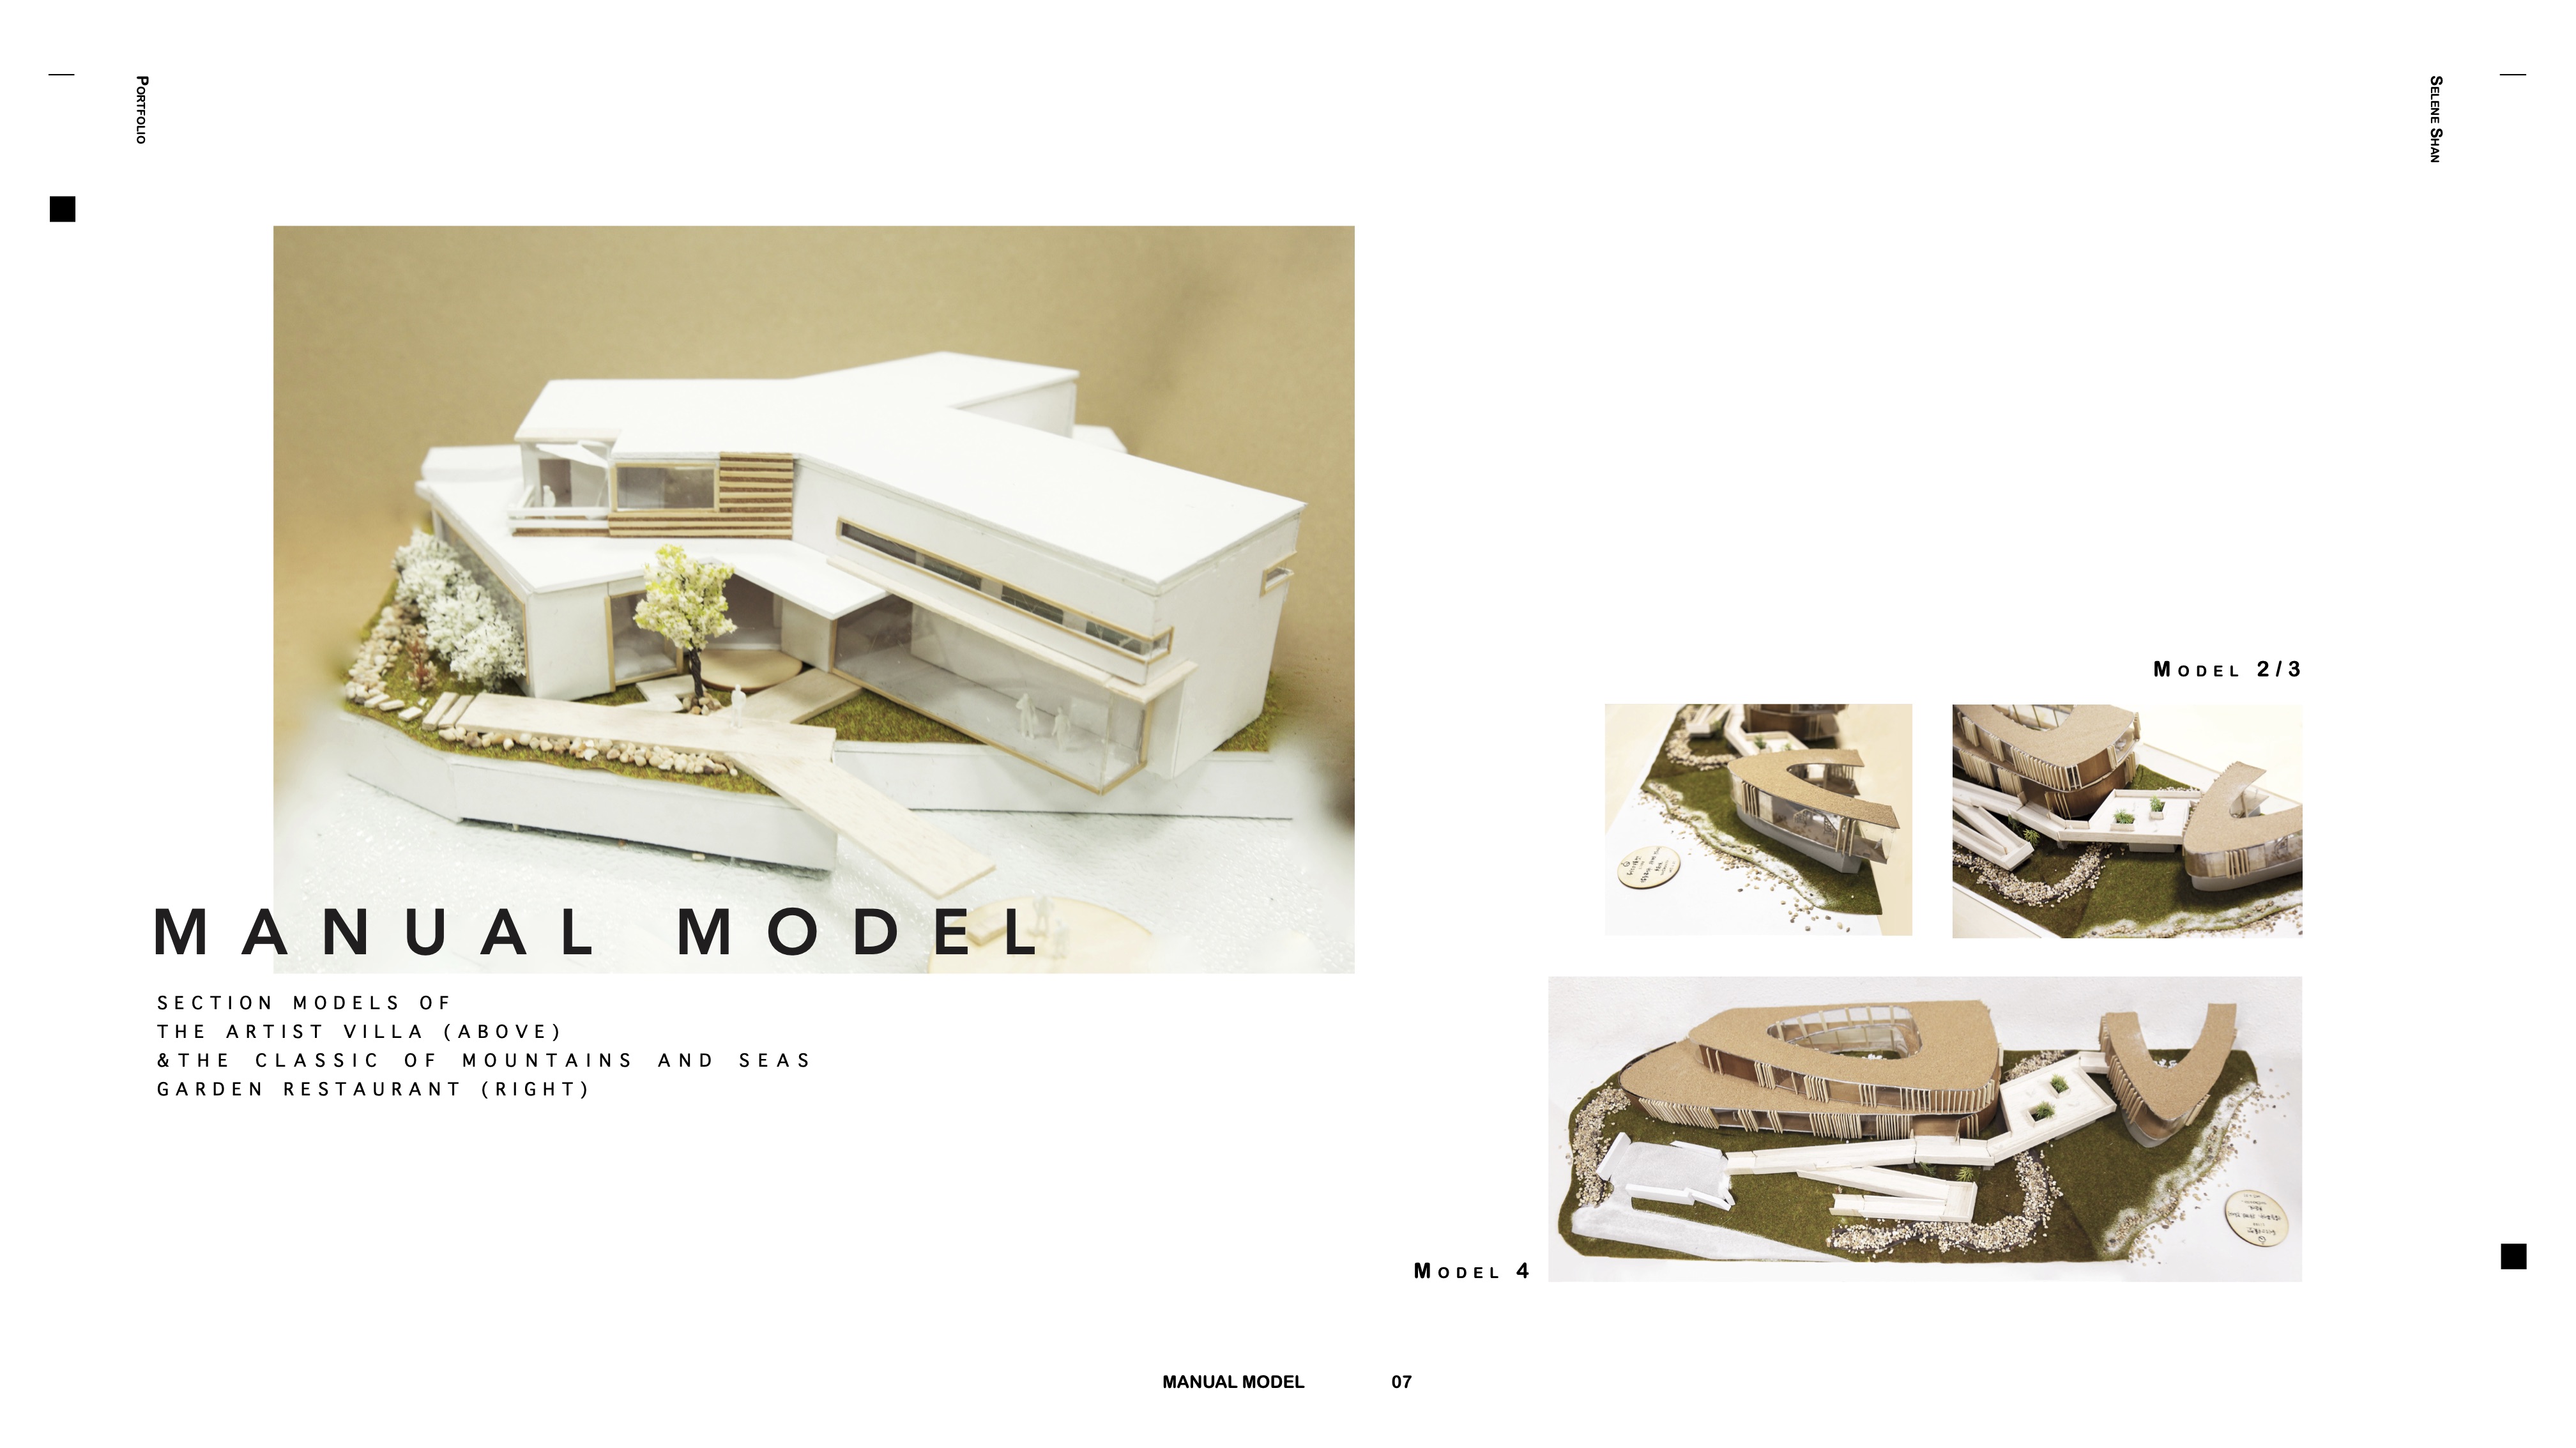 PORTFOLIO
SELENE SHAN
MANUAL MODEL
SECTION MODELS OF
THE ARTIST VILLA (ABOVE)
&THE CLASSIC OF MOUNTAINS AND SEAS
GARDEN RESTAURANT (RIGHT)
MODEL 2/3
MODEL 4
MANUAL MODEL 07